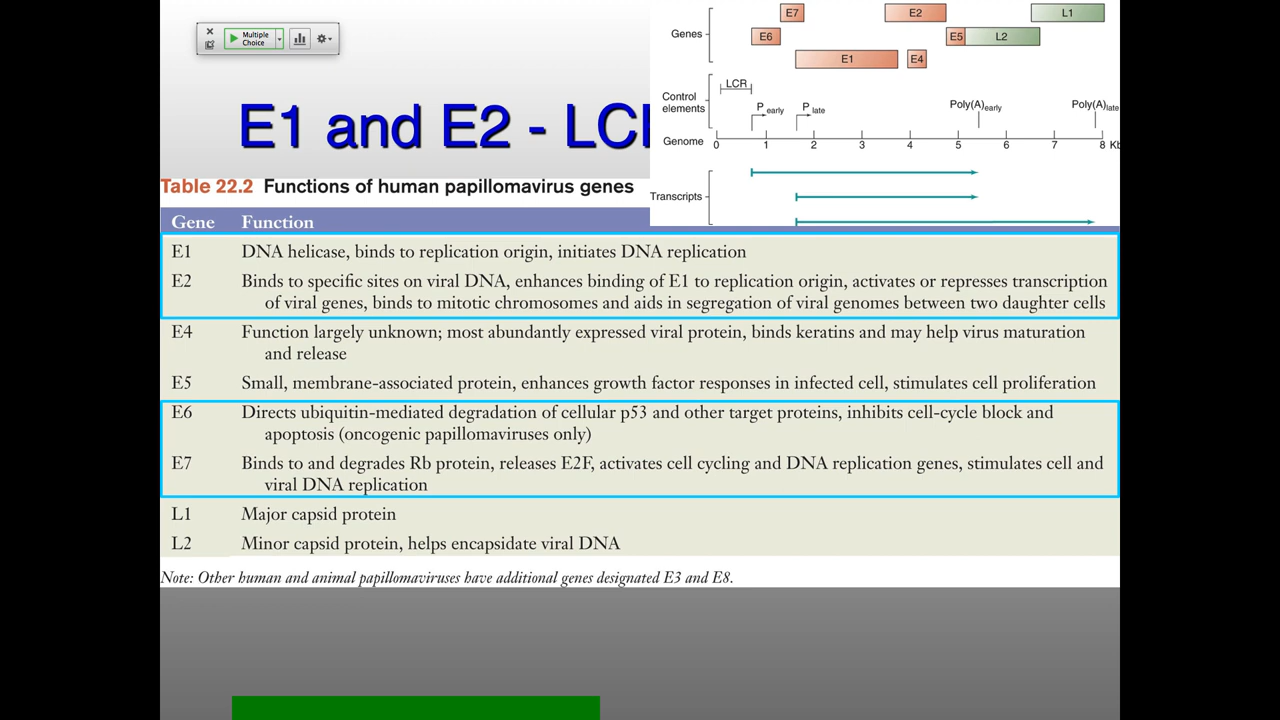 Multiple
Choice
E1 and E2 - LC
E7 E2 L1
Genes E6 E5 L2
E1 E4
LCR
Control
elements
P early P late Poly(A)early Poly(A)late
Genome 0 1 2 3 4 5 6 7 8 K
Transcripts
Table 22.2 Functions of human papillomavirus genes
Gene Function
E1 DNA helicase, binds to replication origin, initiates DNA replication
E2 Binds to specific sites on viral DNA, enhances binding of E1 to replication origin, activates or represses transcription
of viral genes, binds to mitotic chromosomes and aids in segregation of viral genomes between two daughter cells
E4 Function largely unknown; most abundantly expressed viral protein, binds keratins and may help virus maturation
and release
E5 Small, membrane-associated protein, enhances growth factor responses in infected cell, stimulates cell proliferation
E6 Directs ubiquitin-mediated degradation of cellular p53 and other target proteins, inhibits cell-cycle block and
apoptosis (oncogenic papillomaviruses only)
E7 Binds to and degrades Rb protein, releases E2F, activates cell cycling and DNA replication genes, stimulates cell and
viral DNA replication
L1 Major capsid protein
L2 Minor capsid protein, helps encapsidate viral DNA
Note: Other human and animal papillomaviruses have additional genes designated E3 and E8.